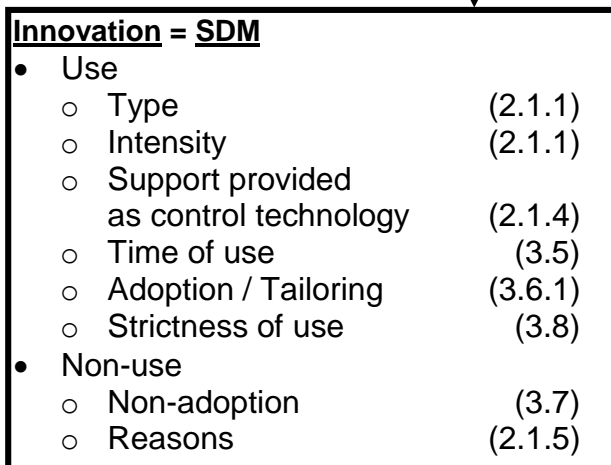 Innovation = SDM
• Use
o Type (2.1.1)
o Intensity (2.1.1)
o Support provided
as control technology (2.1.4)
o Time of use (3.5)
o Adoption / Tailoring (3.6.1)
o Strictness of use (3.8)
• Non-use
o Non-adoption (3.7)
o Reasons (2.1.5)